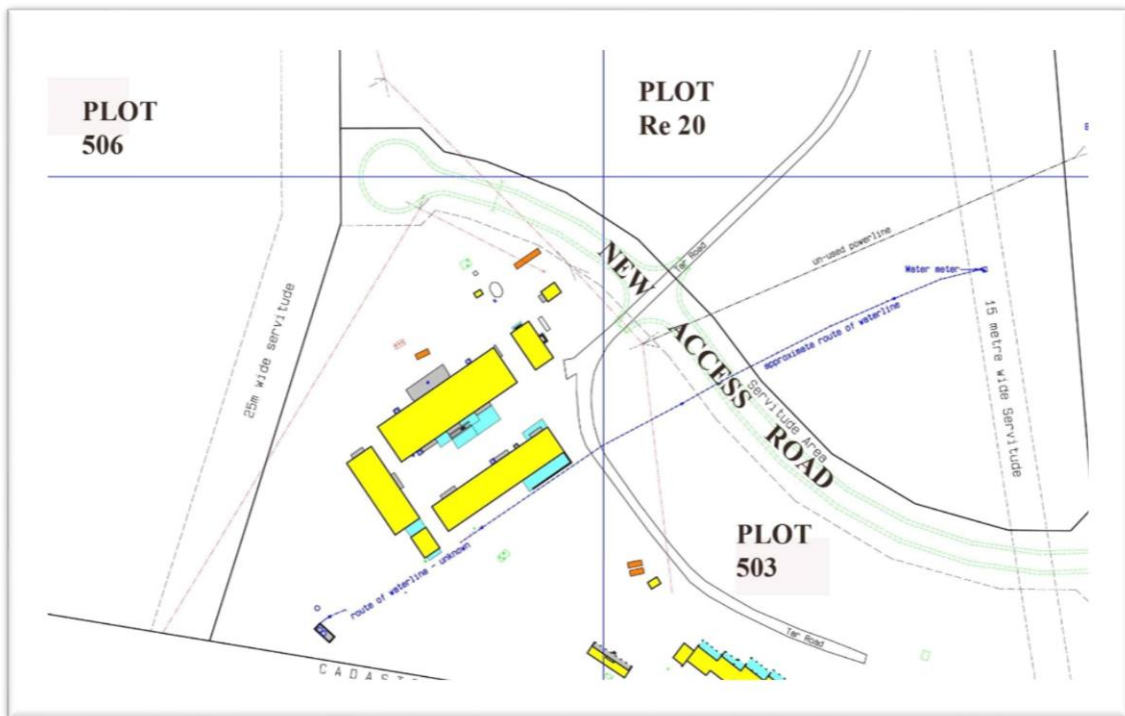 PLOT
506
PLOT
Re 20
25m wide servitude
NEW
ACCESS
ROAD
Tar Road
un-used powerline
Water meter
approximate route of waterline
15 metre wide Servitude
Servitude Area
PLOT
503
route of waterline - unknown
Tar Road